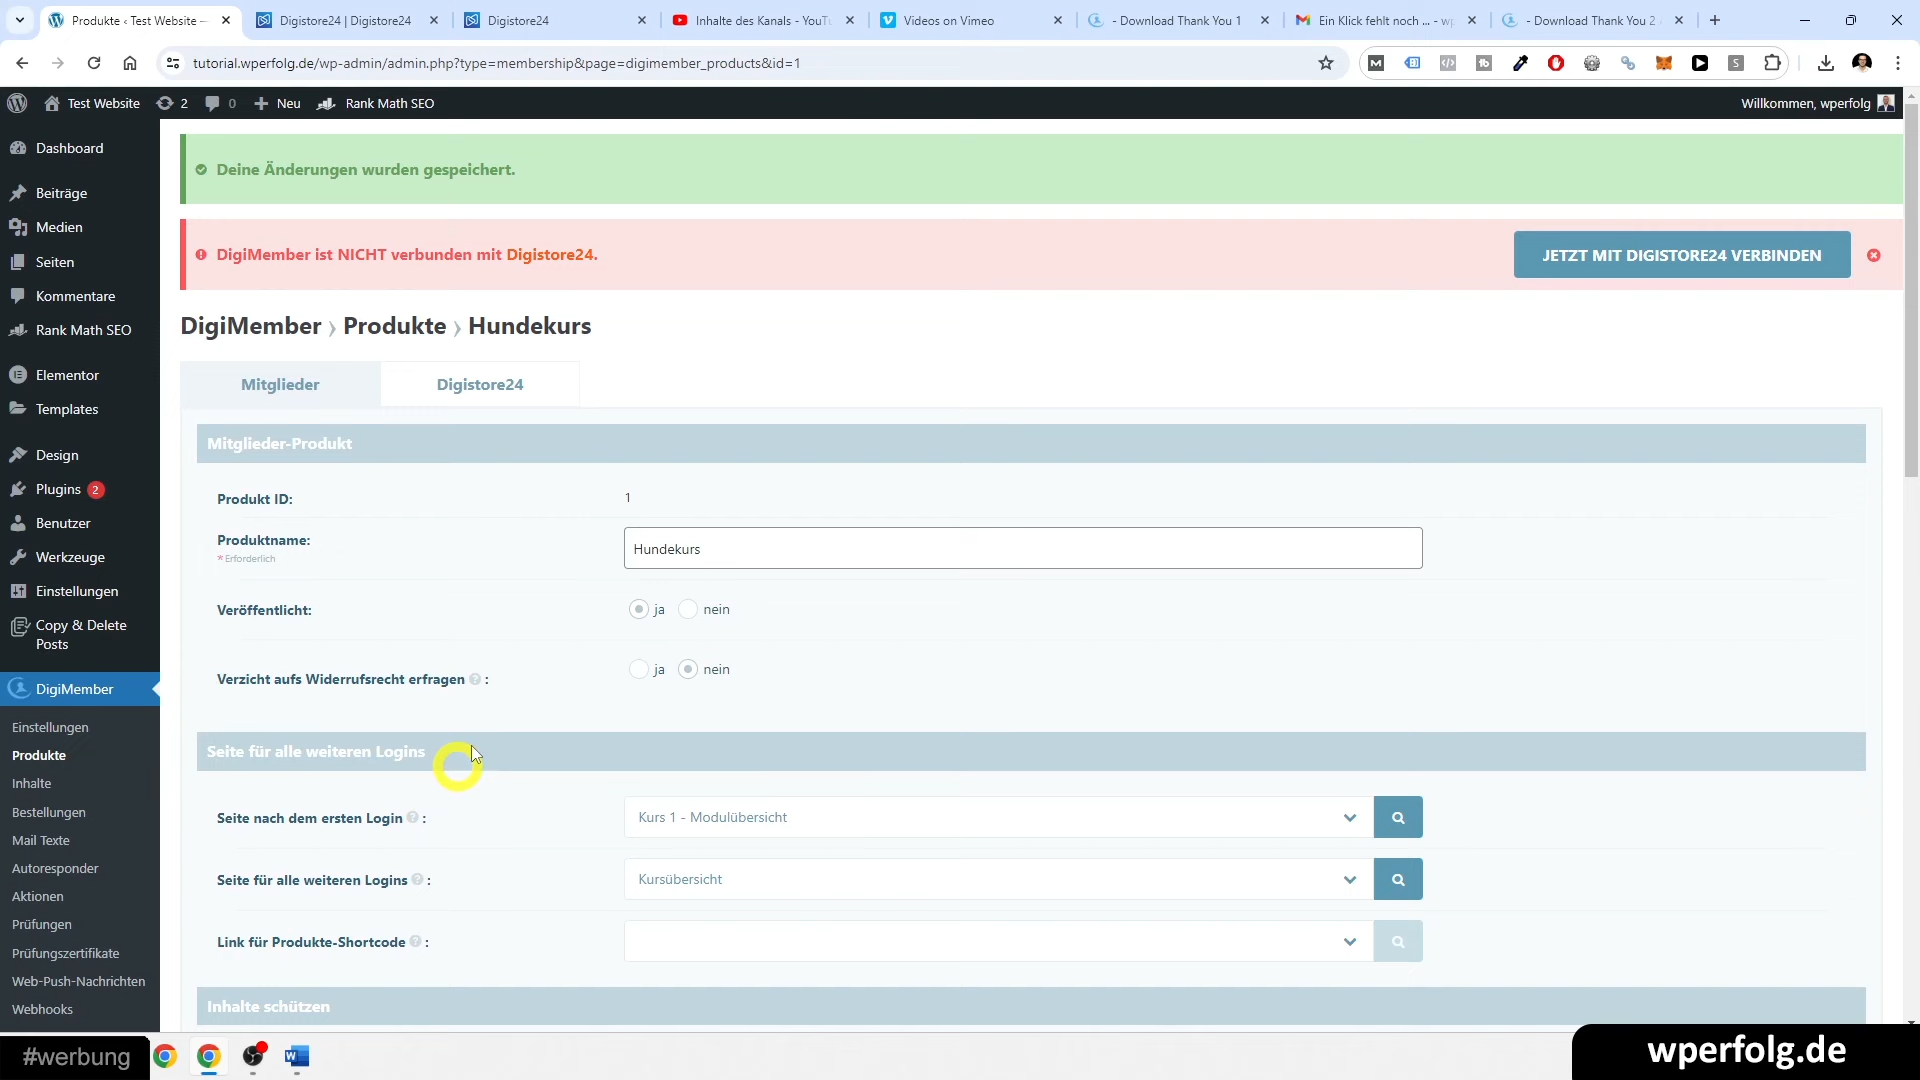 Produkte ‹ Test Website —
Digistore24 | Digistore24
Digistore24
Inhalte des Kanals - YouTu
Videos on Vimeo
- Download Thank You 1
Ein Klick fehlt noch ... - wp
- Download Thank You 2
tutorial.wperfolg.de/wp-admin/admin.php?type=membership&page=digimember_products&id=1
Test Website
2
0
Neu
Rank Math SEO
Willkommen, wperfolg
Dashboard
Beiträge
Medien
Seiten
Kommentare
Rank Math SEO
Elementor
Templates
Design
Plugins 2
Benutzer
Werkzeuge
Einstellungen
Copy & Delete
Posts
DigiMember
Einstellungen
Produkte
Inhalte
Bestellungen
Mail Texte
Autoresponder
Aktionen
Prüfungen
Prüfungszertifikate
Web-Push-Nachrichten
Webhooks
Deine Änderungen wurden gespeichert.
DigiMember ist NICHT verbunden mit Digistore24.
JETZT MIT DIGISTORE24 VERBINDEN
DigiMember › Produkte › Hundekurs
Mitglieder
Digistore24
Mitglieder-Produkt
Produkt ID:
1
Produktname:
* Erforderlich
Hundekurs
Veröffentlicht:
ja
nein
Verzicht aufs Widerrufsrecht erfragen ? :
ja
nein
Seite für alle weiteren Logins
Seite nach dem ersten Login ? :
Kurs 1 - Modulübersicht
Seite für alle weiteren Logins ? :
Kursübersicht
Link für Produkte-Shortcode ? :
Inhalte schützen
#werbung
wperfolg.de